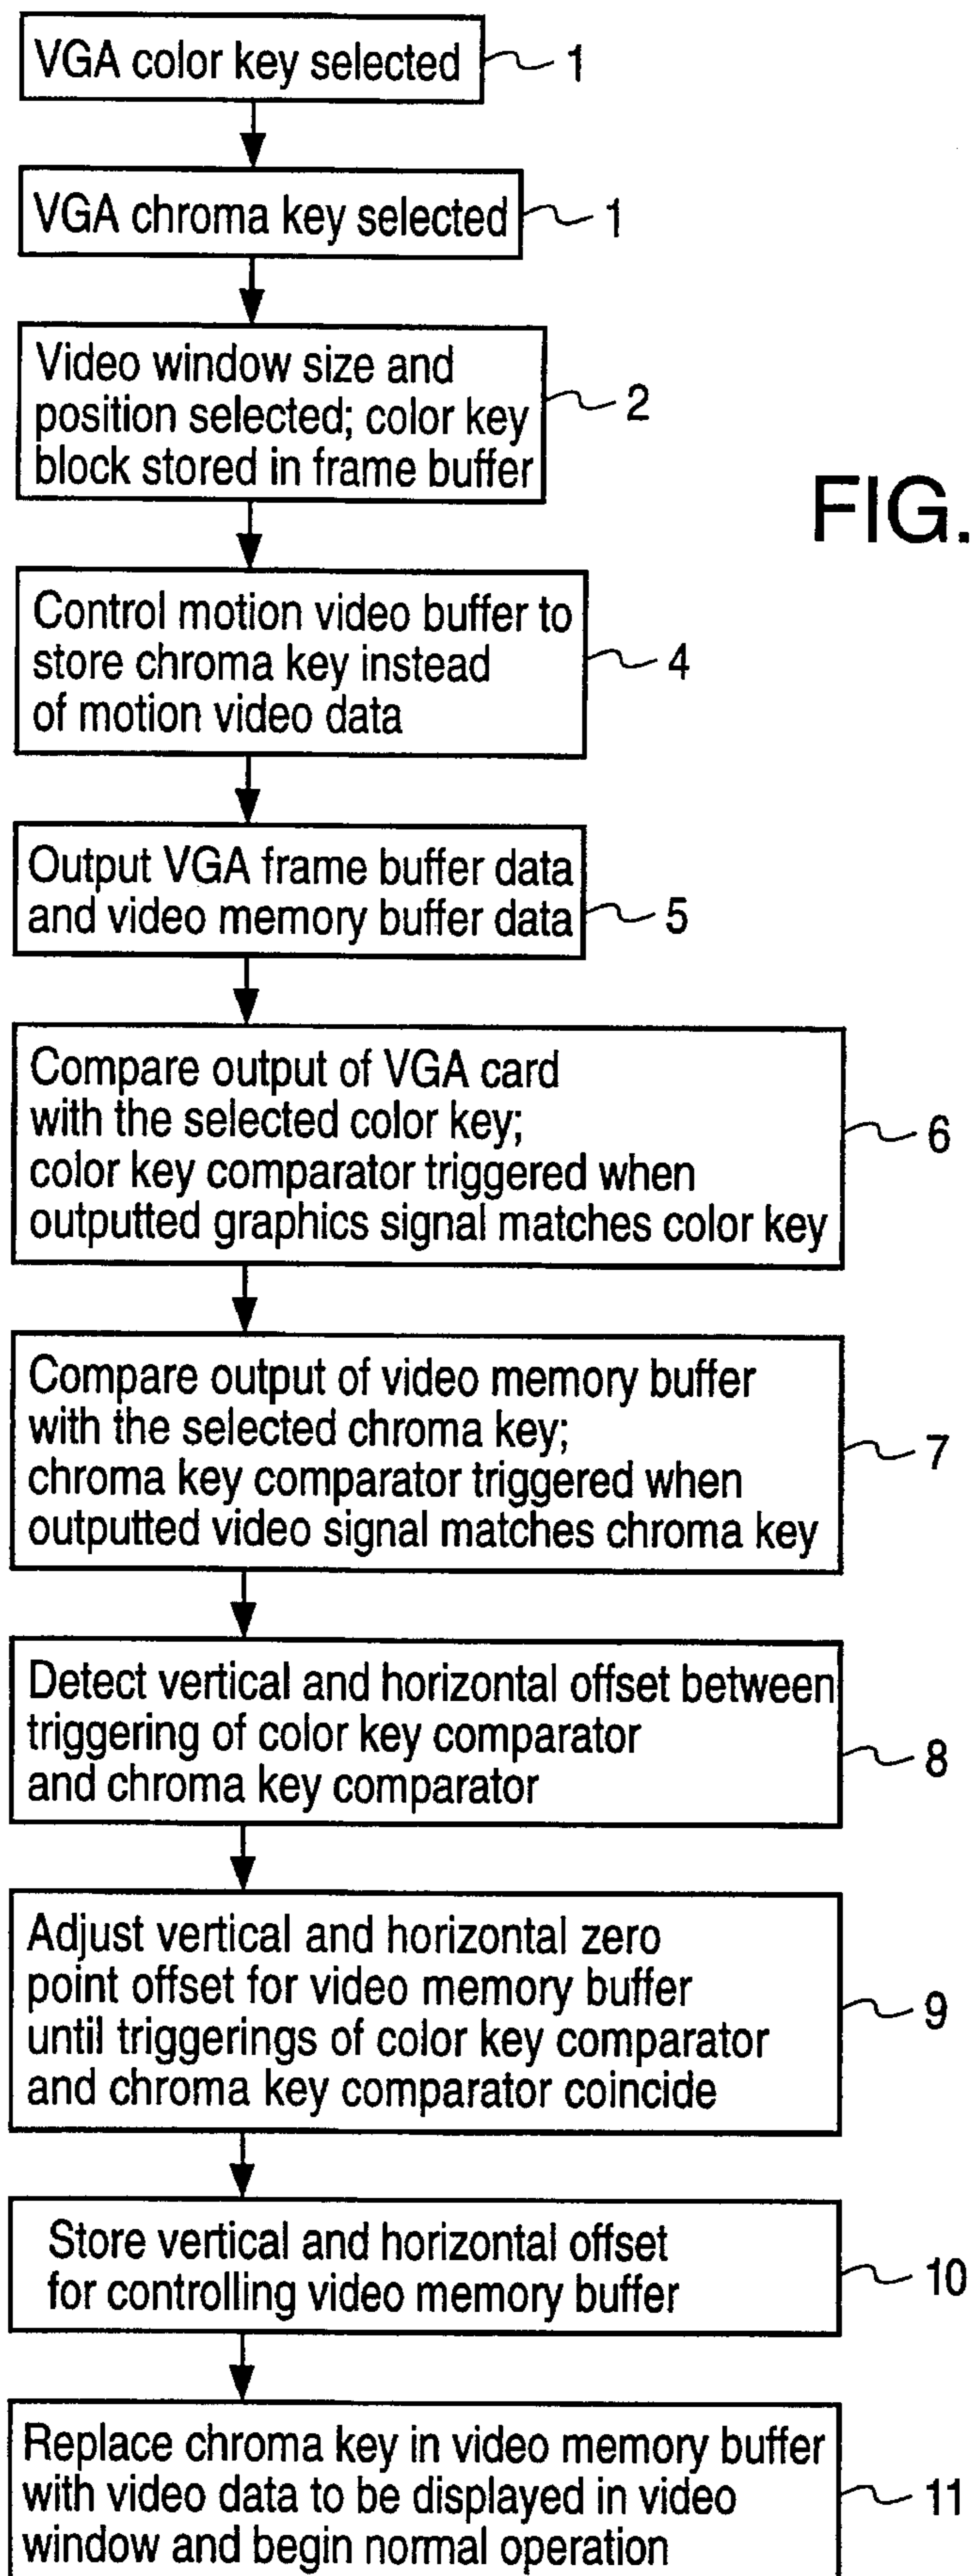 VGA color key selected
1
VGA chroma key selected
1
Video window size and
position selected; color key
block stored in frame buffer
2
FIG.
Control motion video buffer to
store chroma key instead
of motion video data
4
Output VGA frame buffer data
and video memory buffer data
5
Compare output of VGA card
with the selected color key;
color key comparator triggered when
outputted graphics signal matches color key
6
Compare output of video memory buffer
with the selected chroma key;
chroma key comparator triggered when
outputted video signal matches chroma key
7
Detect vertical and horizontal offset between
triggering of color key comparator
and chroma key comparator
8
Adjust vertical and horizontal zero
point offset for video memory buffer
until triggerings of color key comparator
and chroma key comparator coincide
9
Store vertical and horizontal offset
for controlling video memory buffer
10
Replace chroma key in video memory buffer
with video data to be displayed in video
window and begin normal operation
11